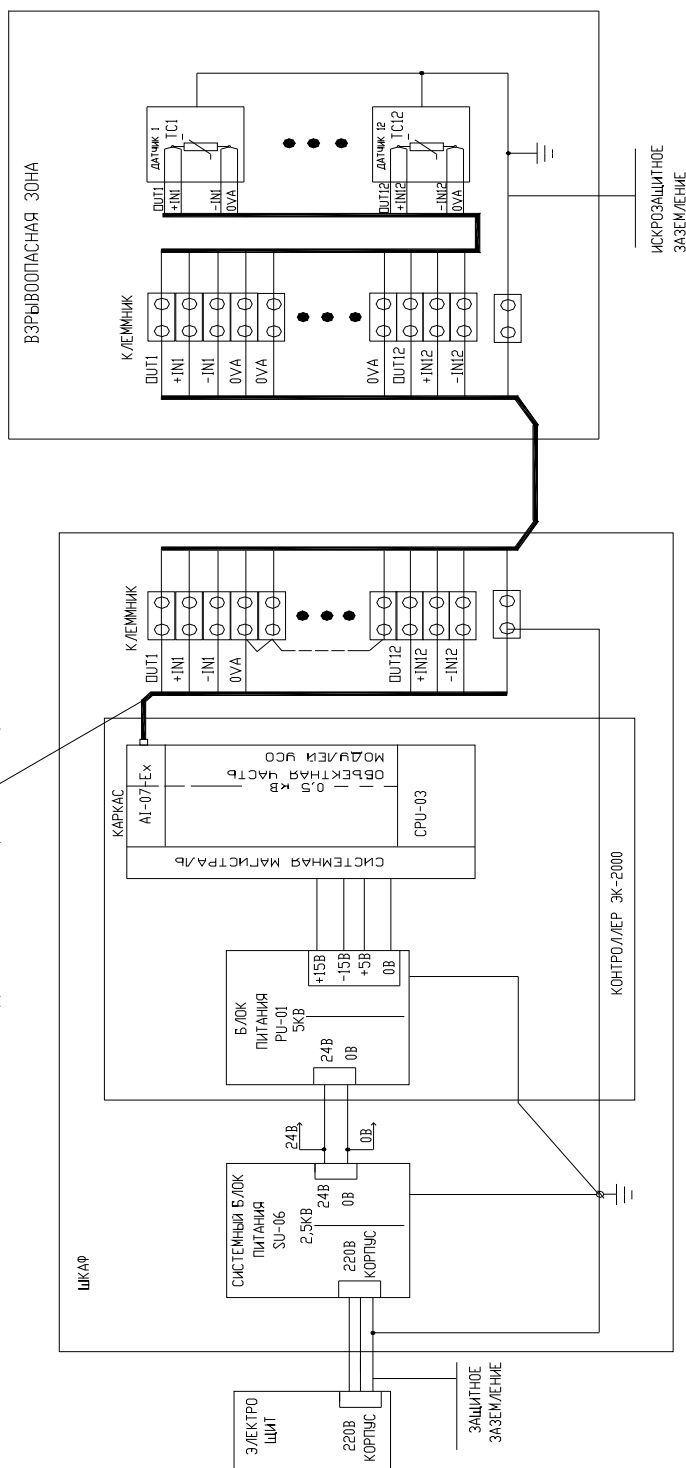 ВЗРЫВООПАСНАЯ ЗОНА
ДАТЧИК 1
TC1
OUT1
+IN1
-IN1
0VA
ДАТЧИК 12
TC12
OUT12
+IN12
-IN12
0VA
КЛЕММНИК
OUT1
+IN1
-IN1
0VA
0VA
0VA
OUT12
+IN12
-IN12
ИСКРОЗАЩИТНОЕ
ЗАЗЕМЛЕНИЕ
КЛЕММНИК
OUT1
+IN1
-IN1
0VA
OUT12
+IN12
-IN12
КАРКАС
AI-07-Ex
0,5 кВ
ОБЪЕКТНАЯ ЧАСТЬ
МОДУЛЕЙ УСО
CPU-03
СИСТЕМНАЯ МАГИСТРАЛЬ
КОНТРОЛЛЕР ЭК-2000
+15В
-15В
+5В
0В
БЛОК
ПИТАНИЯ
PU-01
5КВ
24В
0В
24В
0В
СИСТЕМНЫЙ БЛОК
ПИТАНИЯ
SU-06
2,5КВ
24В
0В
220В
КОРПУС
ШКАФ
ЭЛЕКТРО
ЩИТ
220В
КОРПУС
ЗАЩИТНОЕ
ЗАЗЕМЛЕНИЕ